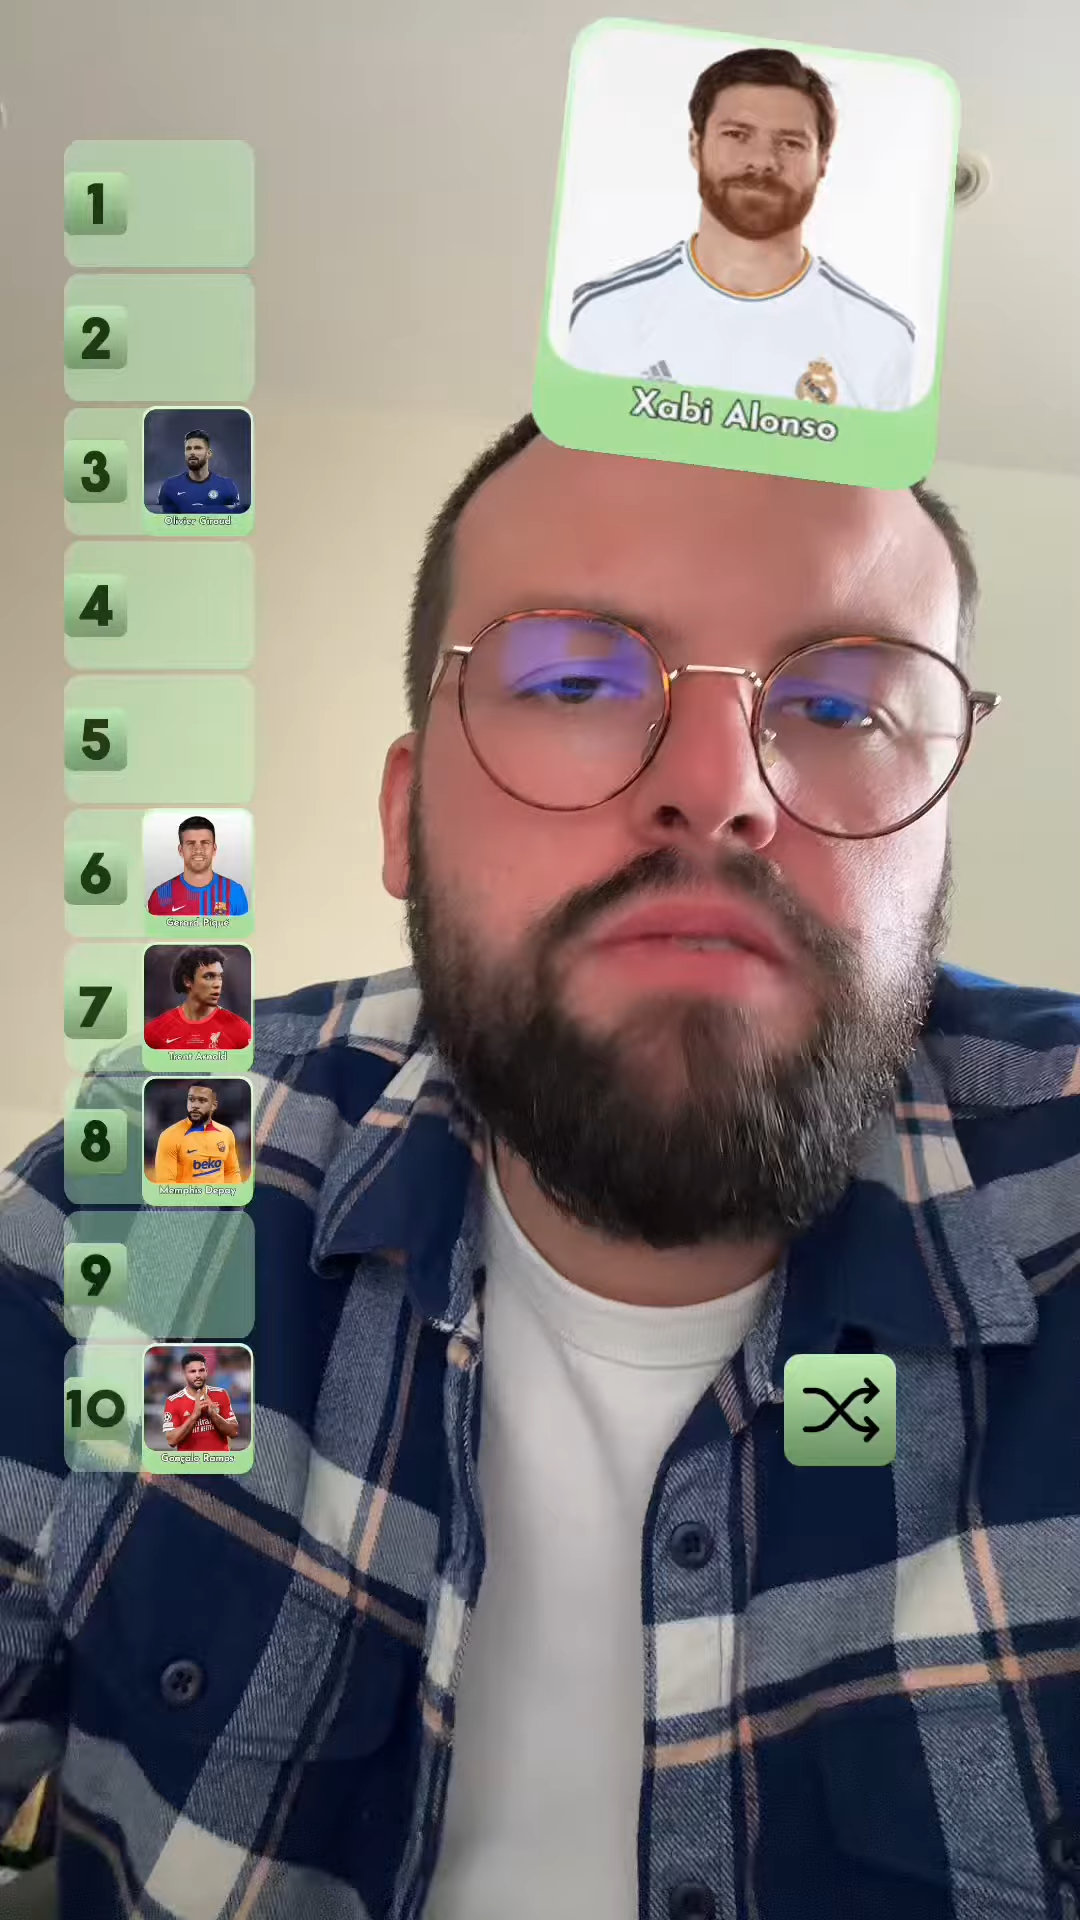 Xabi Alonso
1
2
3
Olivier Giroud
4
5
6
Gerard Piqué
7
Trent Arnold
8
beko
Memphis Depay
9
10
Gonçalo Ramos